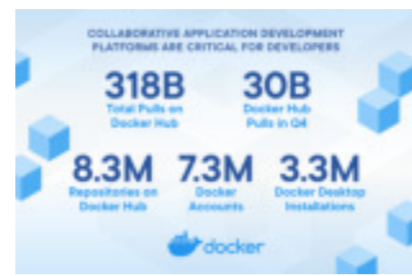 COLLABORATIVE APPLICATION DEVELOPMENT
PLATFORMS ARE CRITICAL FOR DEVELOPERS
318B
Total Pulls on
Docker Hub
30B
Docker Hub
Pulls in Q4
8.3M
Repositories on
Docker Hub
7.3M
Docker
Accounts
3.3M
Docker Desktop
Installations
docker